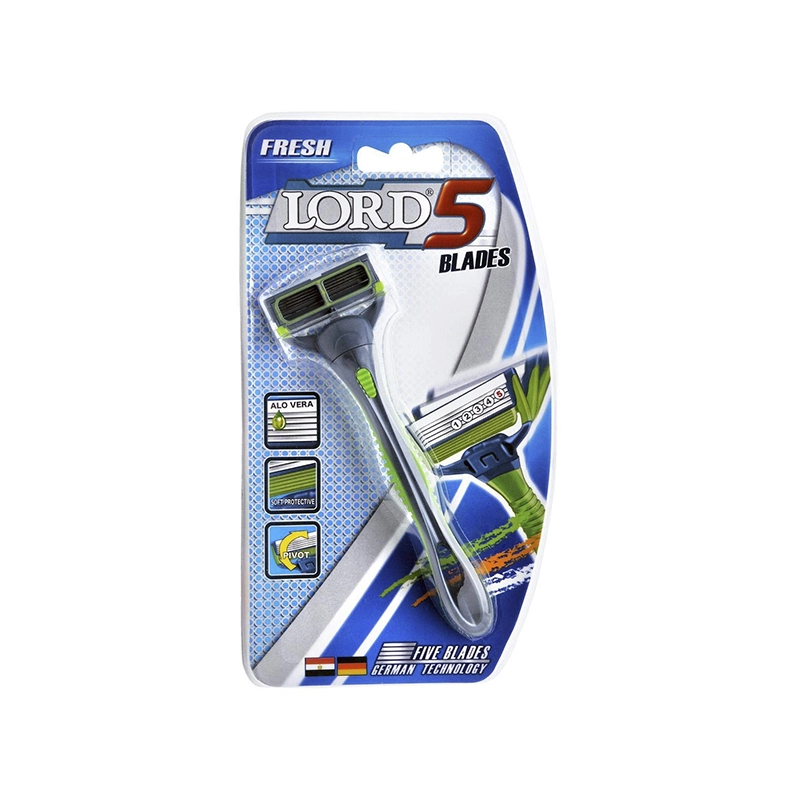 FRESH
LORD® 5
BLADES
ALO VERA
1 2 3 4 5
SOFT PROTECTIVE
PIVOT
FIVE BLADES
GERMAN TECHNOLOGY